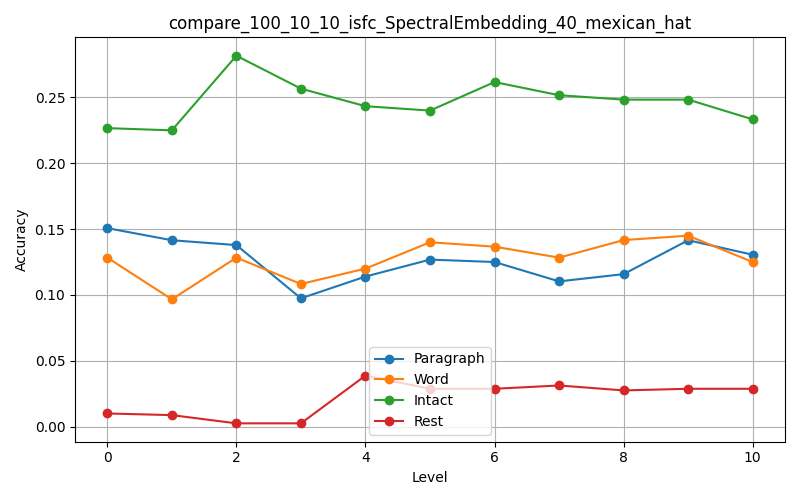 compare_100_10_10_isfc_SpectralEmbedding_40_mexican_hat
Accuracy
0.25
0.20
0.15
0.10
0.05
0.00
Paragraph
Word
Intact
Rest
0 2 4 6 8 10
Level